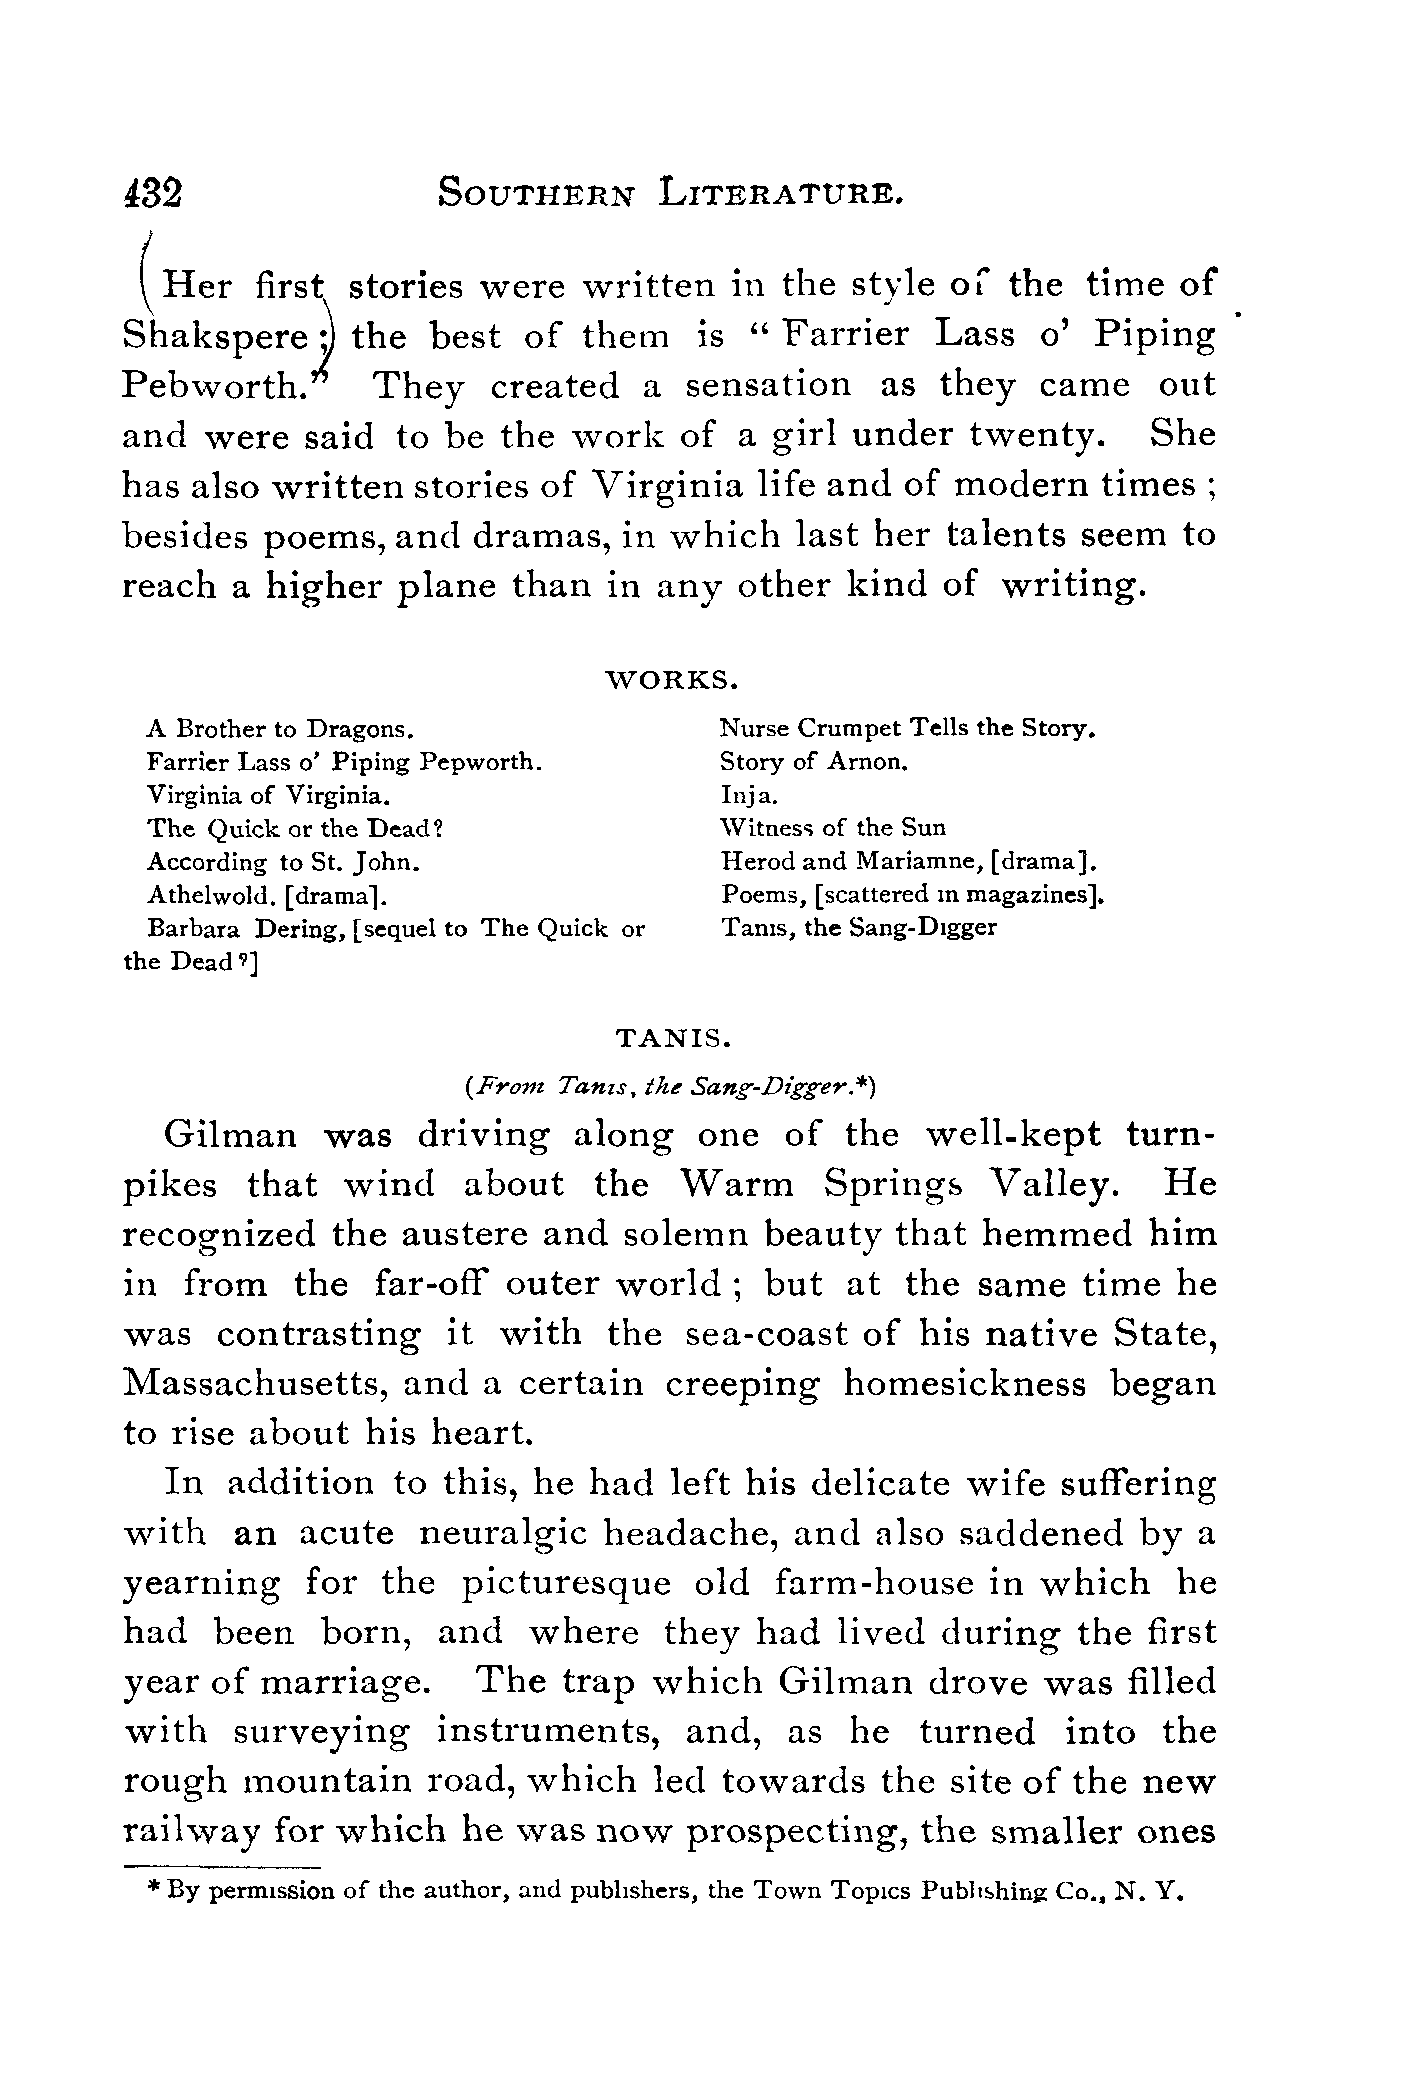 432 SOUTHERN LITERATURE.
Her first stories were written in the style of the time of
Shakspere ; the best of them is “ Farrier Lass o’ Piping
Pebworth.” They created a sensation as they came out
and were said to be the work of a girl under twenty. She
has also written stories of Virginia life and of modern times ;
besides poems, and dramas, in which last her talents seem to
reach a higher plane than in any other kind of writing.
WORKS.
A Brother to Dragons.
Farrier Lass o’ Piping Pepworth.
Virginia of Virginia.
The Quick or the Dead?
According to St. John.
Athelwold. [drama].
Barbara Dering, [sequel to The Quick or
the Dead ?]
Nurse Crumpet Tells the Story.
Story of Arnon.
Inja.
Witness of the Sun
Herod and Mariamne, [drama].
Poems, [scattered in magazines].
Tanis, the Sang-Digger
TANIS.
(From Tanis, the Sang-Digger.*)
Gilman was driving along one of the well-kept turn-
pikes that wind about the Warm Springs Valley. He
recognized the austere and solemn beauty that hemmed him
in from the far-off outer world ; but at the same time he
was contrasting it with the sea-coast of his native State,
Massachusetts, and a certain creeping homesickness began
to rise about his heart.
In addition to this, he had left his delicate wife suffering
with an acute neuralgic headache, and also saddened by a
yearning for the picturesque old farm-house in which he
had been born, and where they had lived during the first
year of marriage. The trap which Gilman drove was filled
with surveying instruments, and, as he turned into the
rough mountain road, which led towards the site of the new
railway for which he was now prospecting, the smaller ones
* By permission of the author, and publishers, the Town Topics Publishing Co., N. Y.